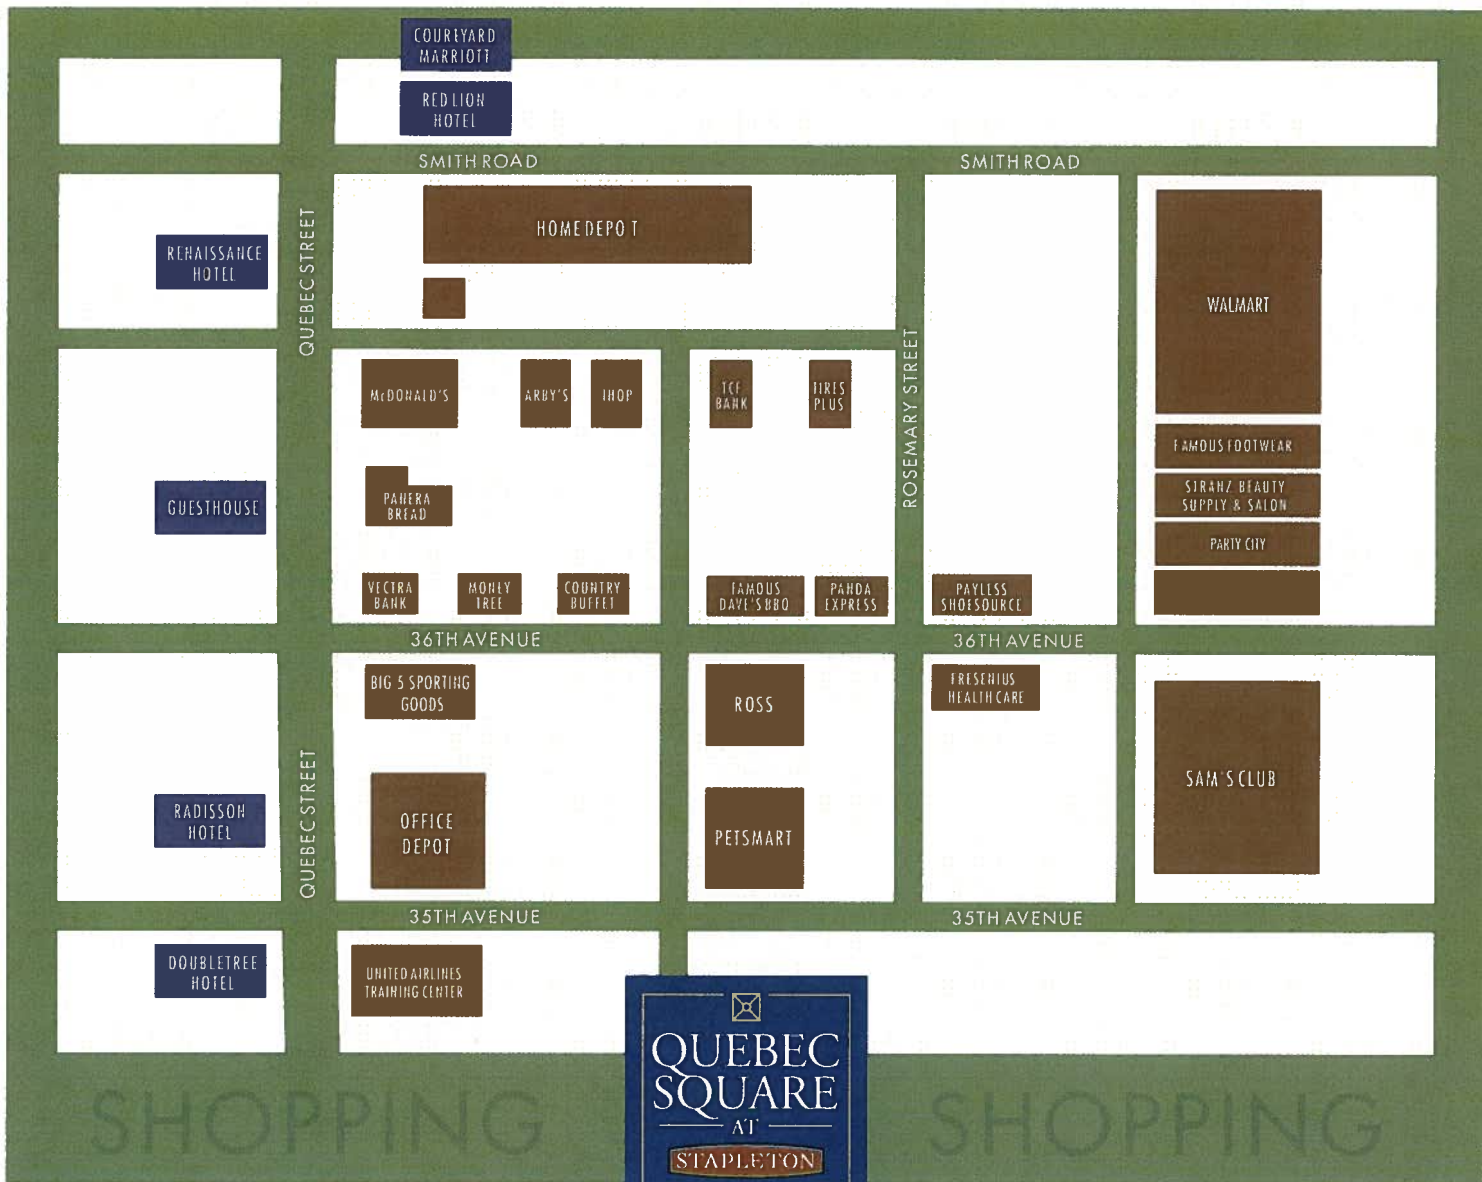 COURTYARD
MARRIOTT
RED LION
HOTEL
SMITH ROAD
SMITH ROAD
QUEBEC STREET
RENAISSANCE
HOTEL
HOME DEPOT
WALMART
ROSEMARY STREET
McDONALD'S
ARBY'S
IHOP
TCF
BANK
TIRES
PLUS
FAMOUS FOOTWEAR
GUESTHOUSE
PANERA
BREAD
STRANZ BEAUTY
SUPPLY & SALON
PARTY CITY
VECTRA
BANK
MONEY
TREE
COUNTRY
BUFFET
FAMOUS
DAVE'S BBQ
PANDA
EXPRESS
PAYLESS
SHOESOURCE
36TH AVENUE
36TH AVENUE
BIG 5 SPORTING
GOODS
ROSS
FRESENIUS
HEALTH CARE
QUEBEC STREET
RADISSON
HOTEL
OFFICE
DEPOT
PETSMART
SAM'S CLUB
35TH AVENUE
35TH AVENUE
DOUBLETREE
HOTEL
UNITED AIRLINES
TRAINING CENTER
QUEBEC
SQUARE
AT
STAPLETON
SHOPPING
SHOPPING